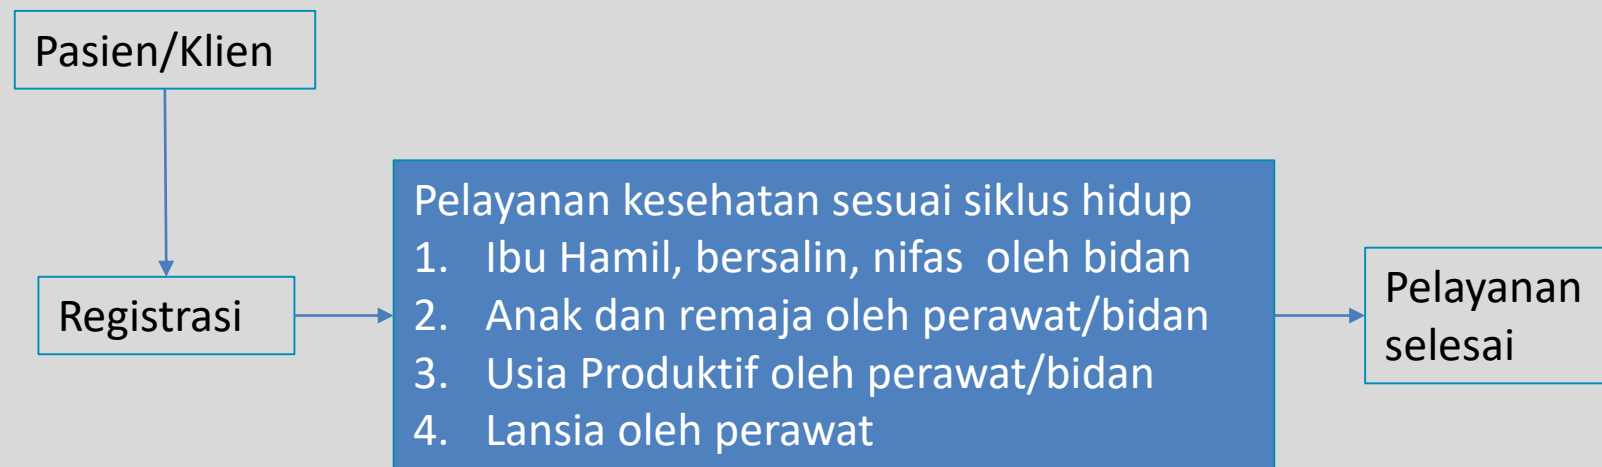 Pasien/Klien
Registrasi
Pelayanan kesehatan sesuai siklus hidup
1. Ibu Hamil, bersalin, nifas oleh bidan
2. Anak dan remaja oleh perawat/bidan
3. Usia Produktif oleh perawat/bidan
4. Lansia oleh perawat
Pelayanan
selesai